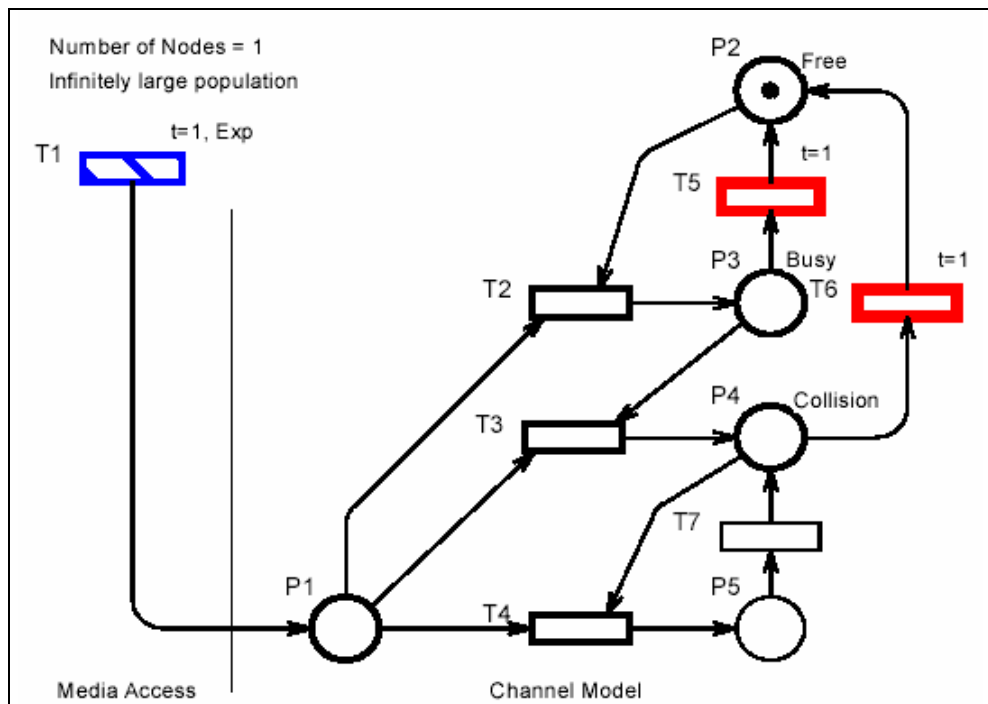 Number of Nodes = 1
Infinitely large population
P2
Free
t=1, Exp
T1
t=1
T5
P3
Busy
t=1
T2
T6
P4
Collision
T3
T7
P1
P5
T4
Media Access
Channel Model